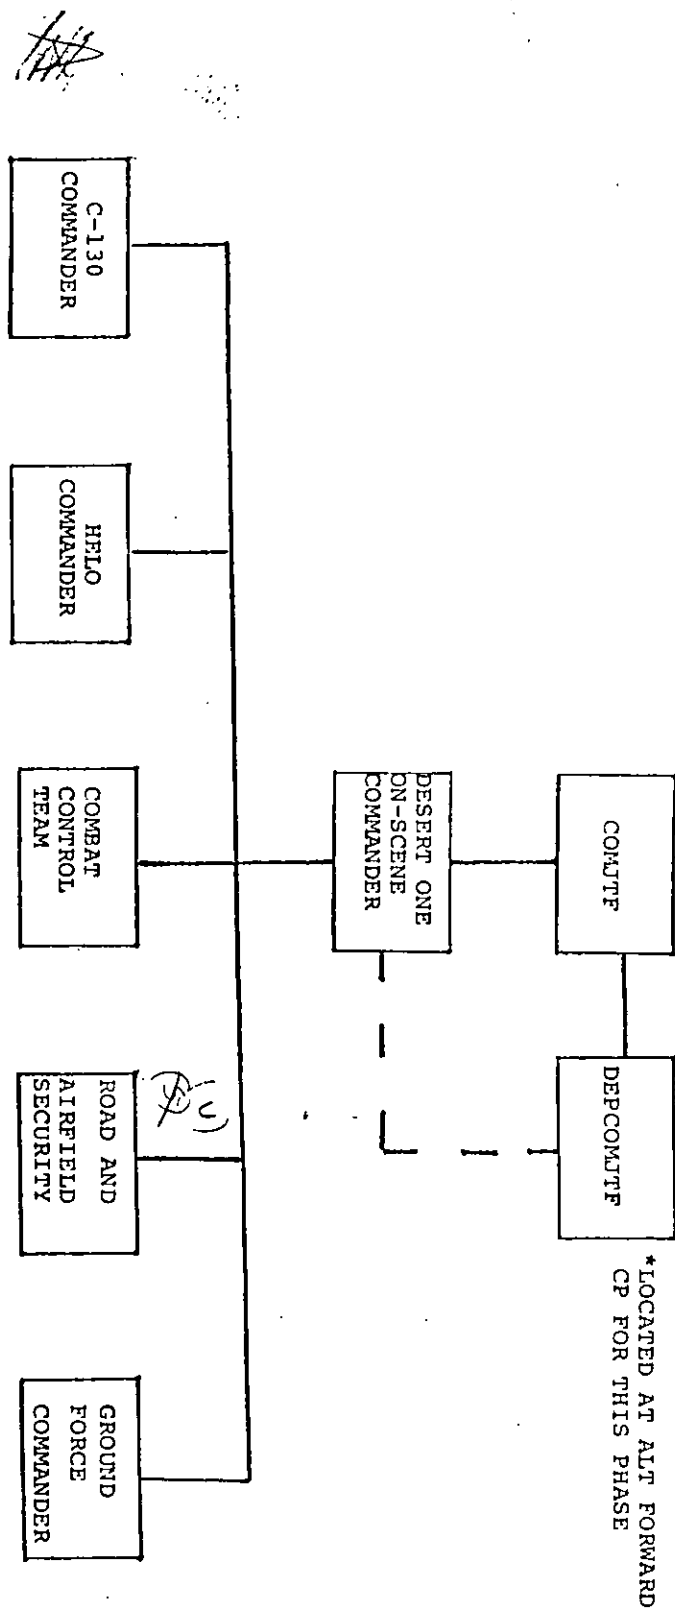 COMJTF
DEPCOMJTF
*LOCATED AT ALT FORWARD
CP FOR THIS PHASE
DESERT ONE
ON-SCENE
COMMANDER
C-130
COMMANDER
HELO
COMMANDER
COMBAT
CONTROL
TEAM
ROAD AND
AIRFIELD
SECURITY
GROUND
FORCE
COMMANDER